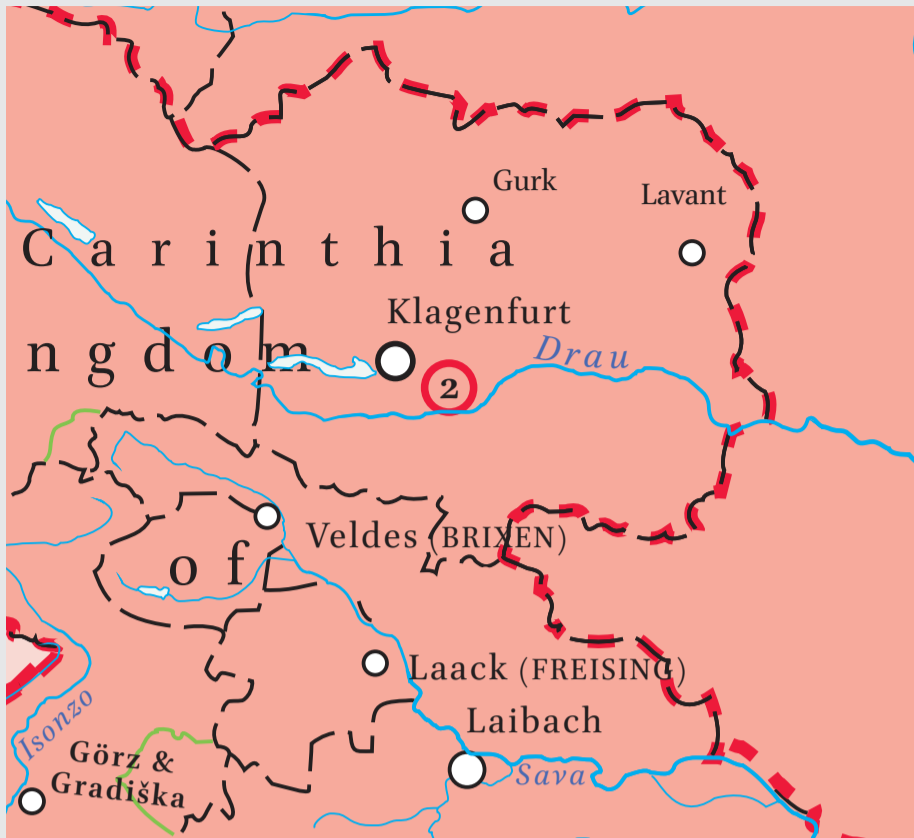 Gurk
Lavant
Carinthia
Klagenfurt
ngdom
Drau
2
Veldes (BRIXEN)
of
Laack (FREISING)
Isonzo
Laibach
Görz &
Gradiška
Sava